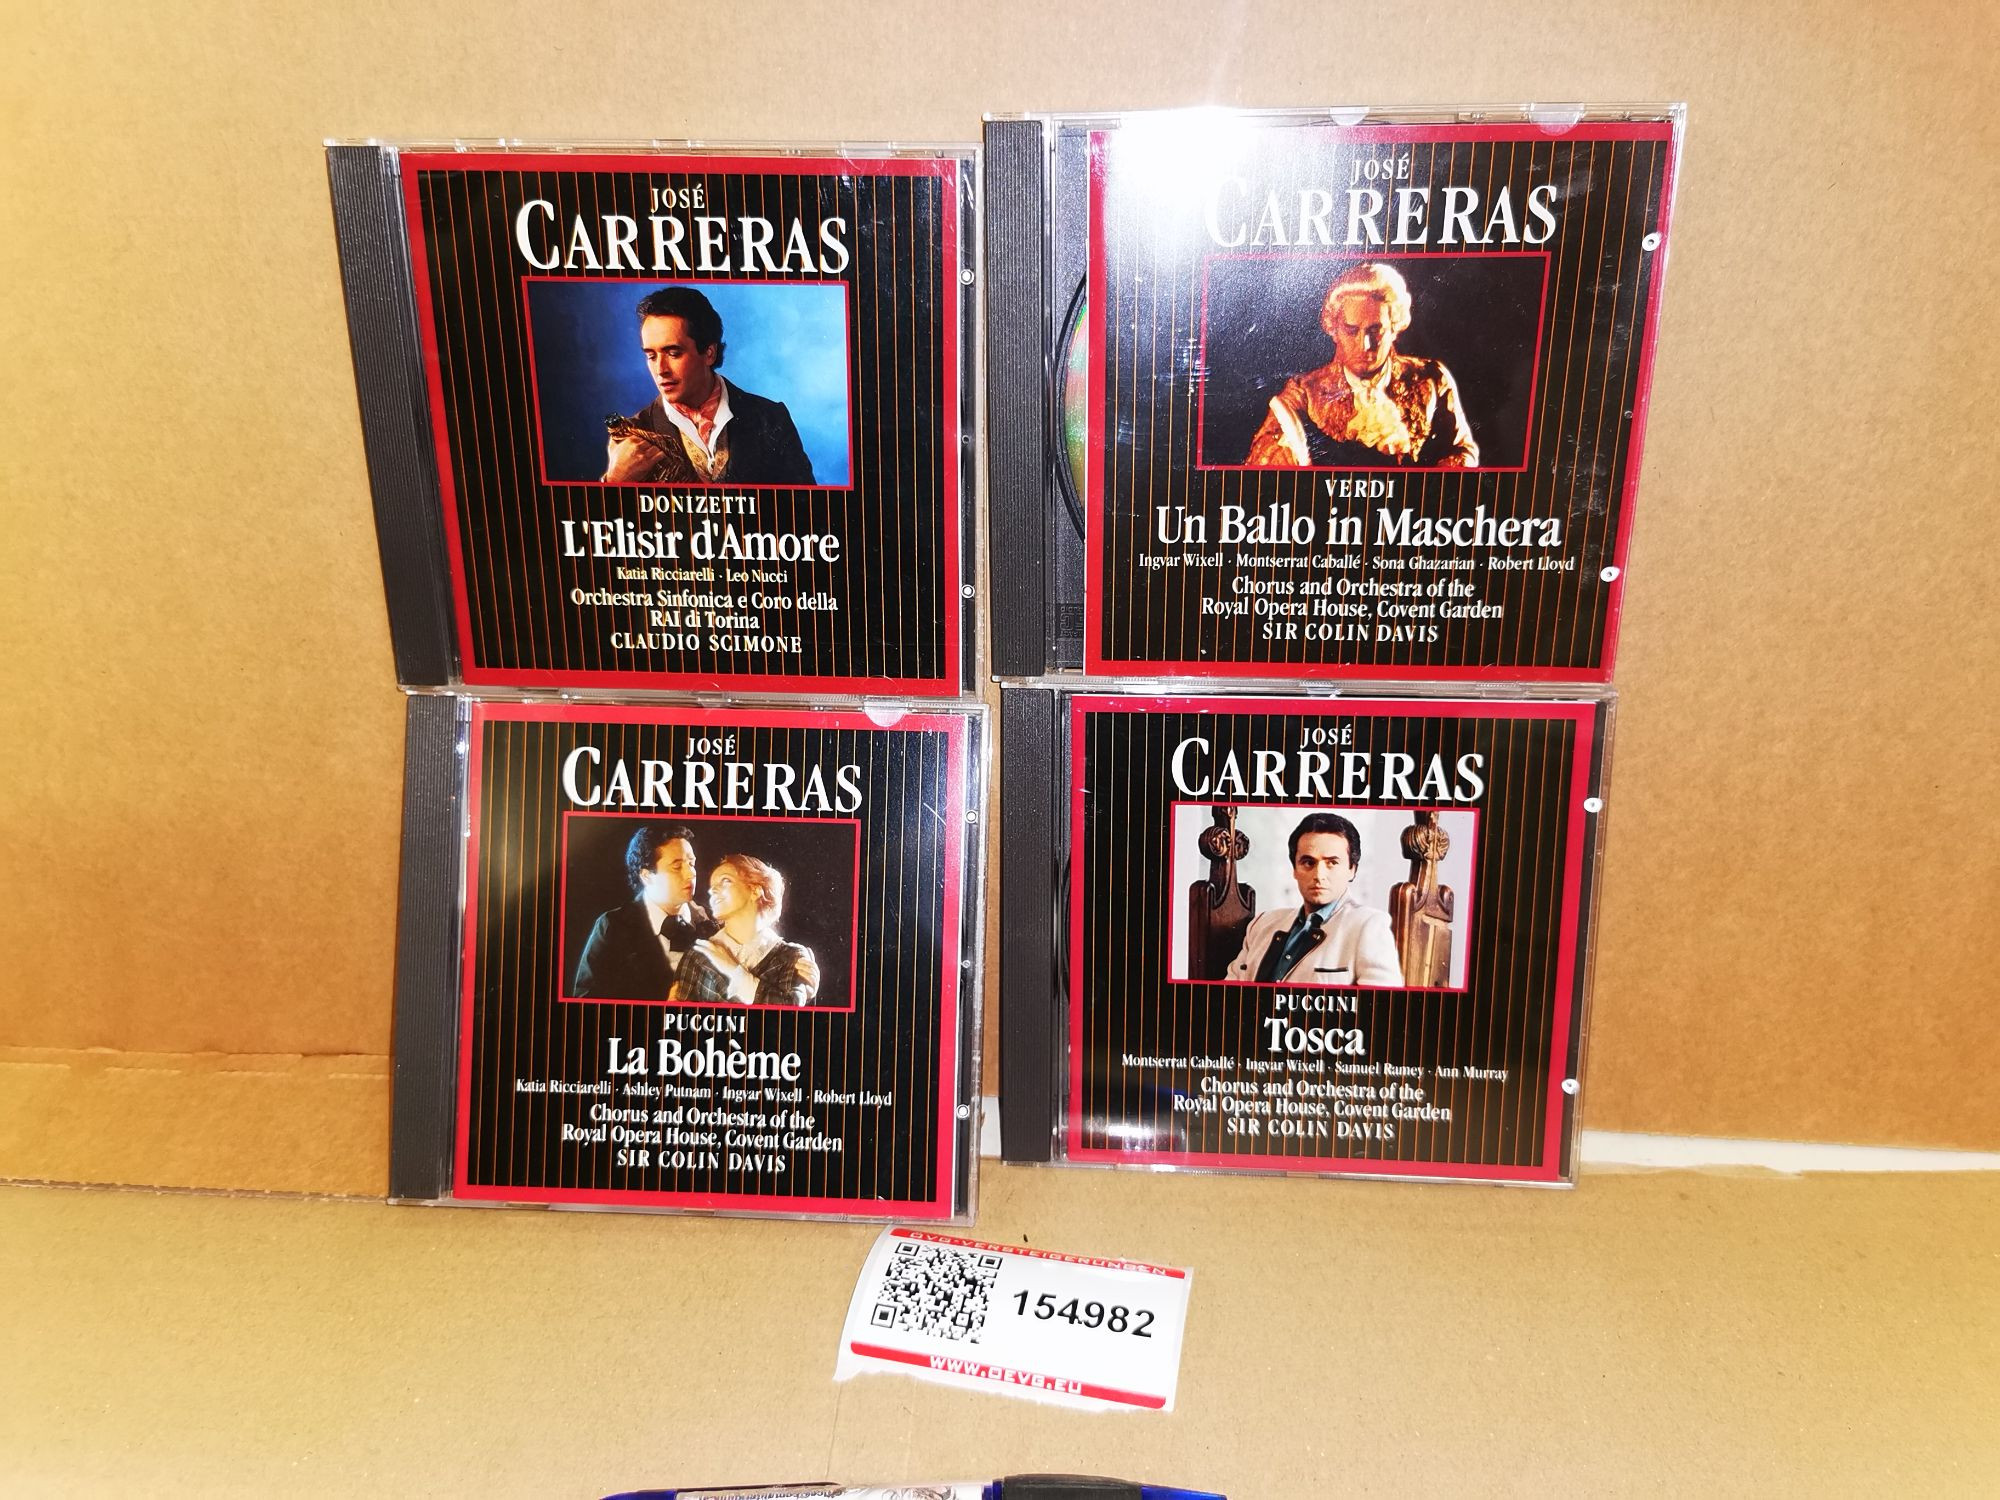 JOSÉ
CARRERAS
DONIZETTI
L'Elisir d'Amore
Katia Ricciarelli · Leo Nucci
Orchestra Sinfonica e Coro della
RAI di Torina
CLAUDIO SCIMONE
JOSÉ
CARRERAS
VERDI
Un Ballo in Maschera
Ingvar Wixell · Montserrat Caballé · Sona Ghazarian · Robert Lloyd
Chorus and Orchestra of the
Royal Opera House, Covent Garden
SIR COLIN DAVIS
JOSÉ
CARRERAS
PUCCINI
La Bohème
Katia Ricciarelli · Ashley Putnam · Ingvar Wixell · Robert Lloyd
Chorus and Orchestra of the
Royal Opera House, Covent Garden
SIR COLIN DAVIS
JOSÉ
CARRERAS
PUCCINI
Tosca
Montserrat Caballé · Ingvar Wixell · Samuel Ramey · Ann Murray
Chorus and Orchestra of the
Royal Opera House, Covent Garden
SIR COLIN DAVIS
OVG-VERSTEIGERUNGEN
154982
WWW.OEVG.EU